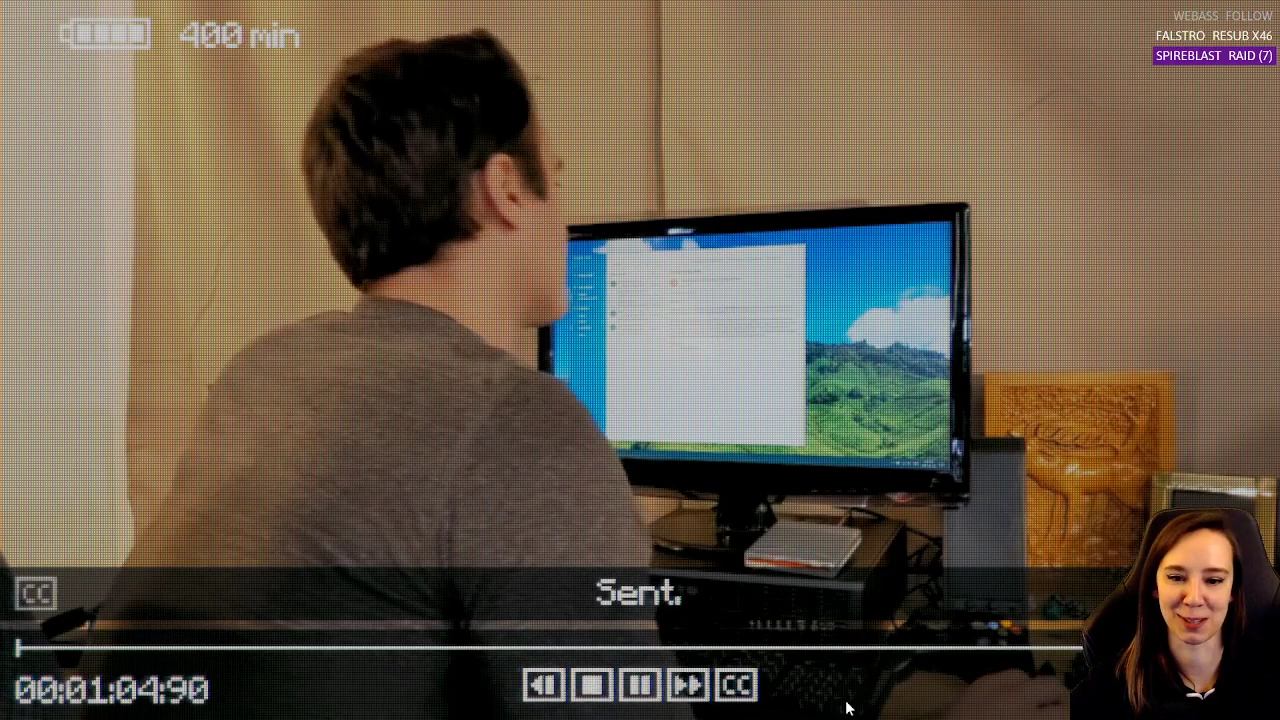 400 min
WEBASS FOLLOW
FALSTRO RESUB X46
SPIREBLAST RAID (7)
CC
Sent.
00:01:04:90
CC